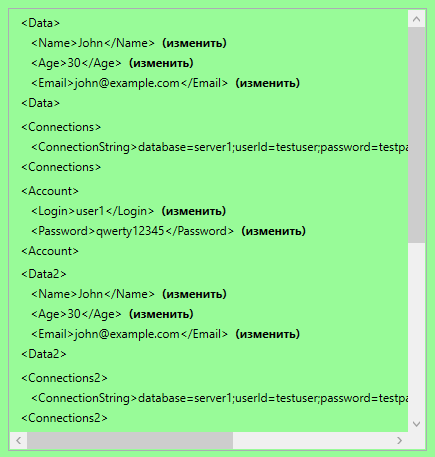 <Data>
<Name>John</Name> (изменить)
<Age>30</Age> (изменить)
<Email>john@example.com</Email> (изменить)
<Data>
<Connections>
<ConnectionString>database=server1;userId=testuser;password=testpa
<Connections>
<Account>
<Login>user1</Login> (изменить)
<Password>qwerty12345</Password> (изменить)
<Account>
<Data2>
<Name>John</Name> (изменить)
<Age>30</Age> (изменить)
<Email>john@example.com</Email> (изменить)
<Data2>
<Connections2>
<ConnectionString>database=server1;userId=testuser;password=testpa
<Connections2>